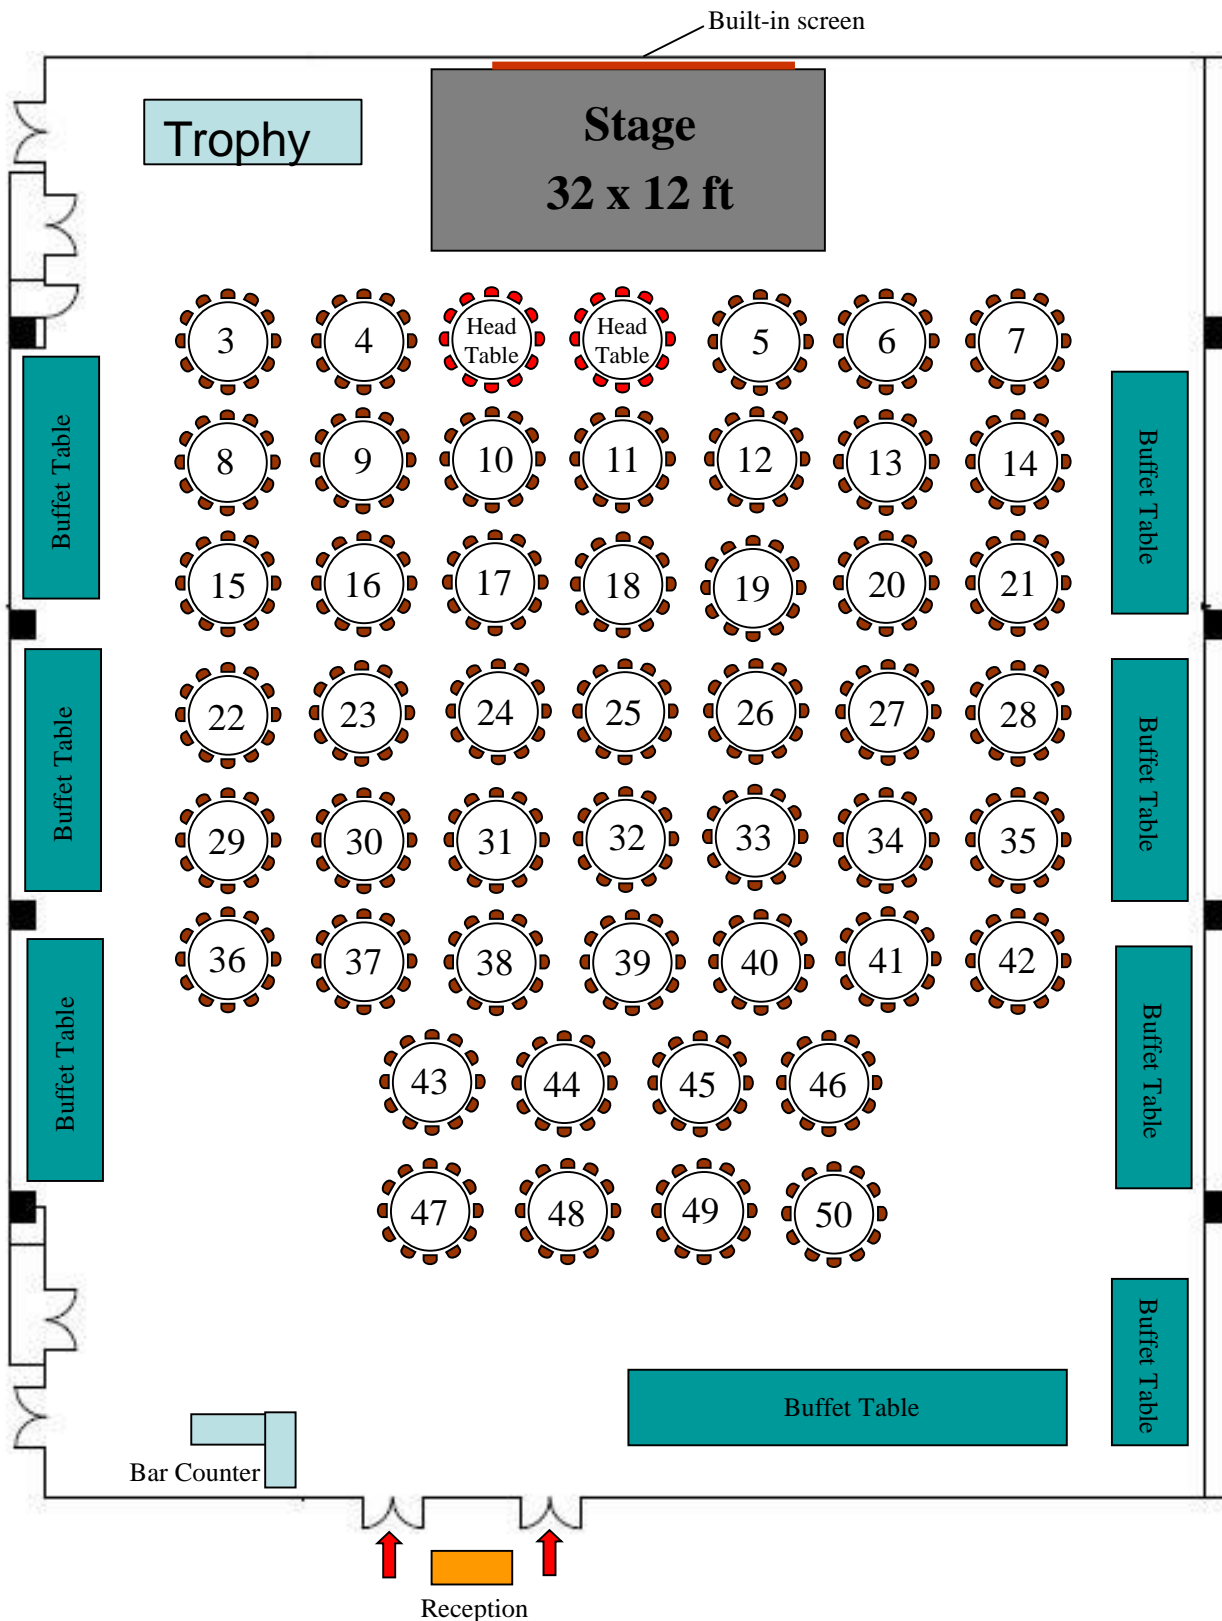 Built-in screen
Trophy
Stage
32 x 12 ft
3
4
Head
Table
Head
Table
5
6
7
8
9
10
11
12
13
14
15
16
17
18
19
20
21
22
23
24
25
26
27
28
29
30
31
32
33
34
35
36
37
38
39
40
41
42
43
44
45
46
47
48
49
50
Buffet Table
Buffet Table
Buffet Table
Buffet Table
Buffet Table
Buffet Table
Buffet Table
Buffet Table
Bar Counter
Reception